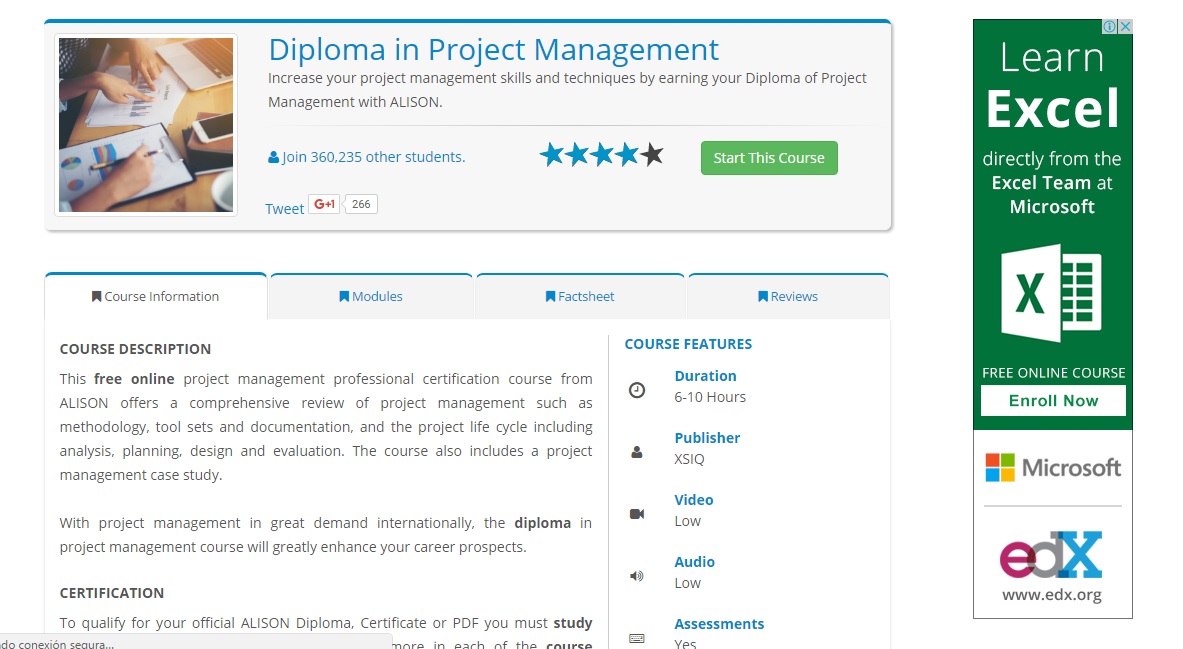 Diploma in Project Management
Increase your project management skills and techniques by earning your Diploma of Project
Management with ALISON.
Join 360,235 other students.
Start This Course
Tweet
G+1
266
Course Information
Modules
Factsheet
Reviews
COURSE DESCRIPTION
This free online project management professional certification course from
ALISON offers a comprehensive review of project management such as
methodology, tool sets and documentation, and the project life cycle including
analysis, planning, design and evaluation. The course also includes a project
management case study.
With project management in great demand internationally, the diploma in
project management course will greatly enhance your career prospects.
CERTIFICATION
To qualify for your official ALISON Diploma, Certificate or PDF you must study
more in each of the course
COURSE FEATURES
Duration
6-10 Hours
Publisher
XSIQ
Video
Low
Audio
Low
Assessments
Yes
Learn
Excel
directly from the
Excel Team at
Microsoft
X
FREE ONLINE COURSE
Enroll Now
Microsoft
edX
www.edx.org
ndo conexión segura...